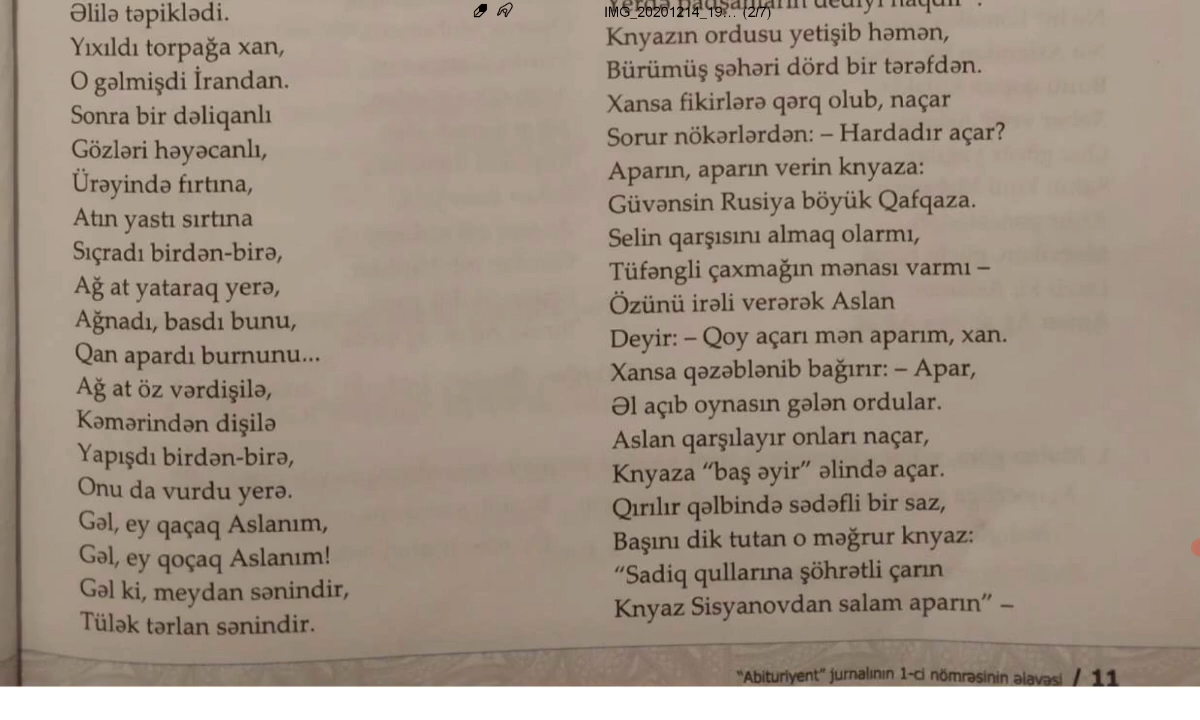 Əlilə təpiklədi.
Yıxıldı torpağa xan,
O gəlmişdi İrandan.
Sonra bir dəliqanlı
Gözləri həyəcanlı,
Ürəyində fırtına,
Atın yastı sırtına
Sıçradı birdən-birə,
Ağ at yataraq yerə,
Ağnadı, basdı bunu,
Qan apardı burnunu...
Ağ at öz vərdişilə,
Kəmərindən dişilə
Yapışdı birdən-birə,
Onu da vurdu yerə.
Gəl, ey qaçaq Aslanım,
Gəl, ey qoçaq Aslanım!
Gəl ki, meydan sənindir,
Tülək tərlan sənindir.
IMG_20201214_19... (2/7)
Knyazın ordusu yetişib həmən,
Bürümüş şəhəri dörd bir tərəfdən.
Xansa fikirlərə qərq olub, naçar
Sorur nökərlərdən: – Hardadır açar?
Aparın, aparın verin knyaza:
Güvənsin Rusiya böyük Qafqaza.
Selin qarşısını almaq olarmı,
Tüfəngli çaxmağın mənası varmı –
Özünü irəli verərək Aslan
Deyir: – Qoy açarı mən aparım, xan.
Xansa qəzəblənib bağırır: – Apar,
Əl açıb oynasın gələn ordular.
Aslan qarşılayır onları naçar,
Knyaza “baş əyir” əlində açar.
Qırılır qəlbində sədəfli bir saz,
Başını dik tutan o məğrur knyaz:
“Sadiq qullarına şöhrətli çarın
Knyaz Sisyanovdan salam aparın” –
“Abituriyent” jurnalının 1-ci nömrəsinin əlavəsi / 11